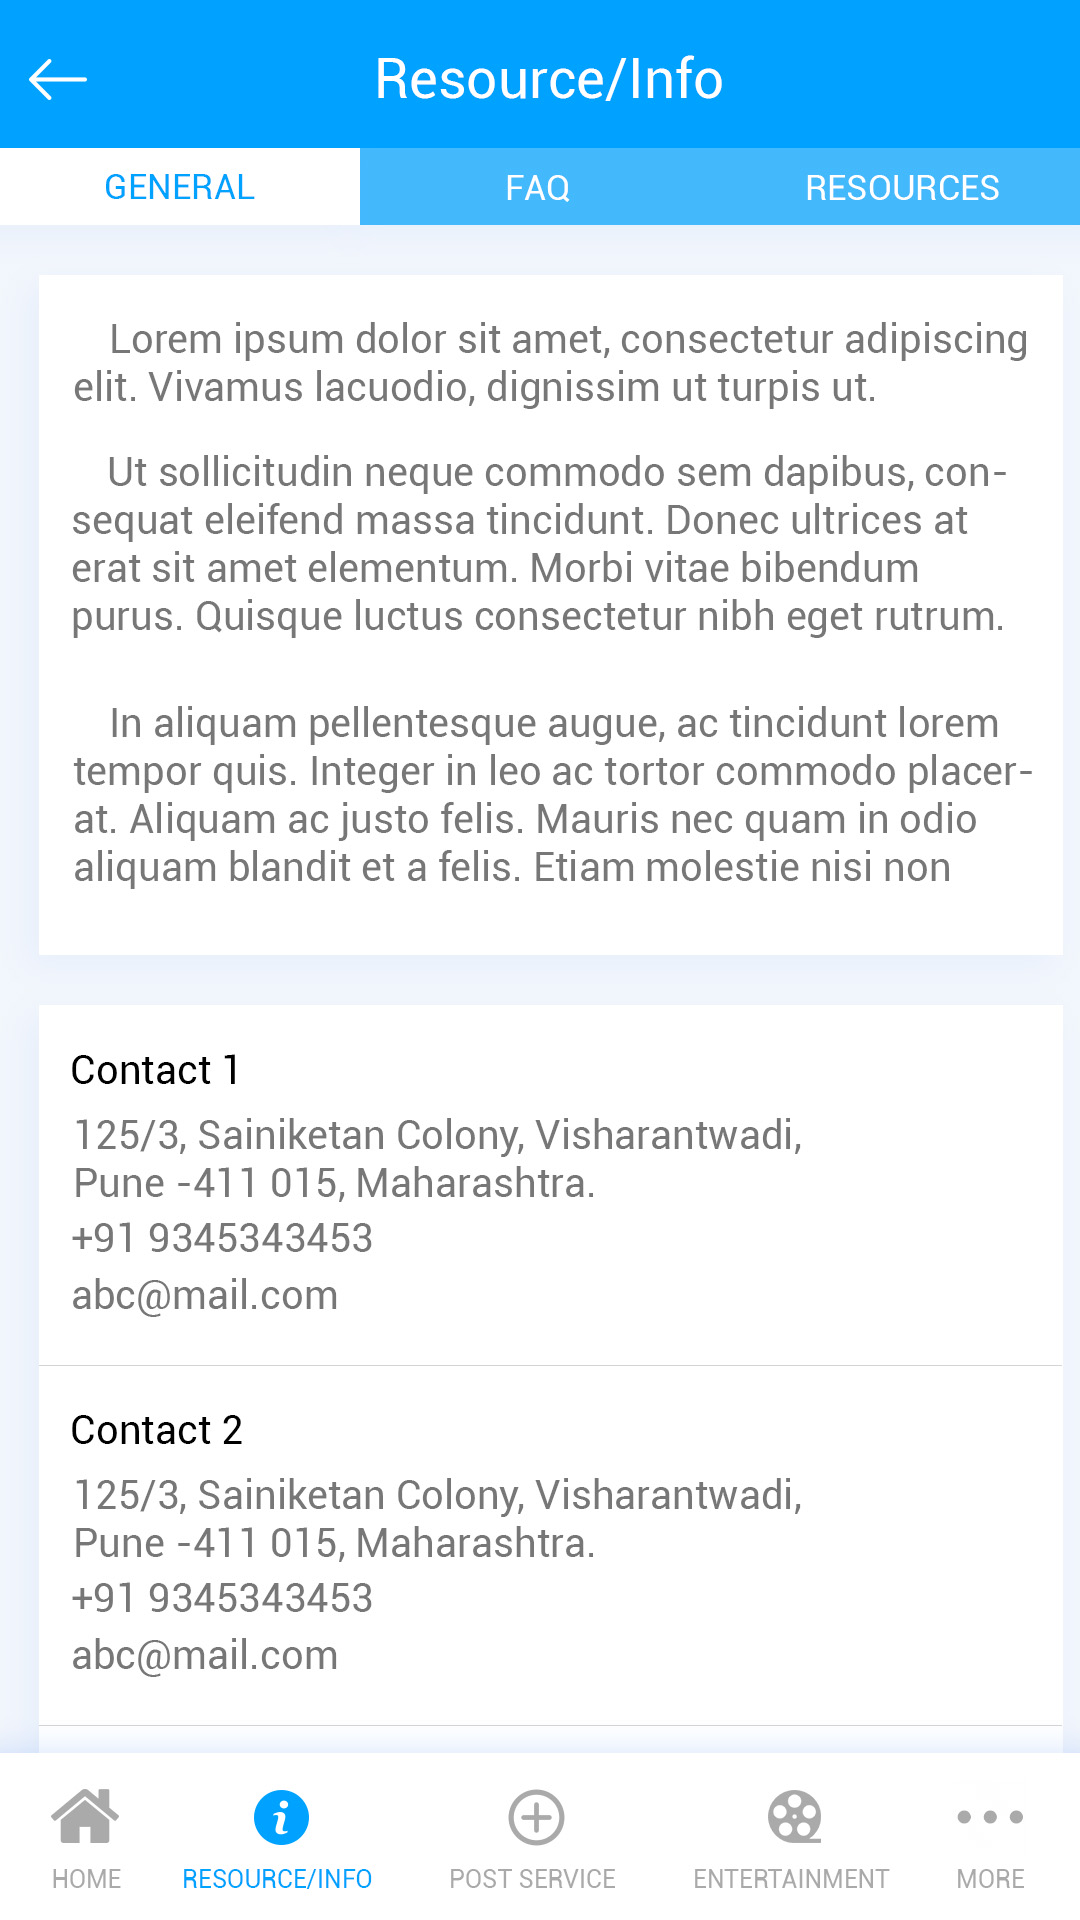 Resource/Info
GENERAL
FAQ
RESOURCES
Lorem ipsum dolor sit amet, consectetur adipiscing
elit. Vivamus lacuodio, dignissim ut turpis ut.
Ut sollicitudin neque commodo sem dapibus, con-
sequat eleifend massa tincidunt. Donec ultrices at
erat sit amet elementum. Morbi vitae bibendum
purus. Quisque luctus consectetur nibh eget rutrum.
In aliquam pellentesque augue, ac tincidunt lorem
tempor quis. Integer in leo ac tortor commodo placer-
at. Aliquam ac justo felis. Mauris nec quam in odio
aliquam blandit et a felis. Etiam molestie nisi non
Contact 1
125/3, Sainiketan Colony, Visharantwadi,
Pune -411 015, Maharashtra.
+91 9345343453
abc@mail.com
Contact 2
125/3, Sainiketan Colony, Visharantwadi,
Pune -411 015, Maharashtra.
+91 9345343453
abc@mail.com
HOME
RESOURCE/INFO
POST SERVICE
ENTERTAINMENT
MORE